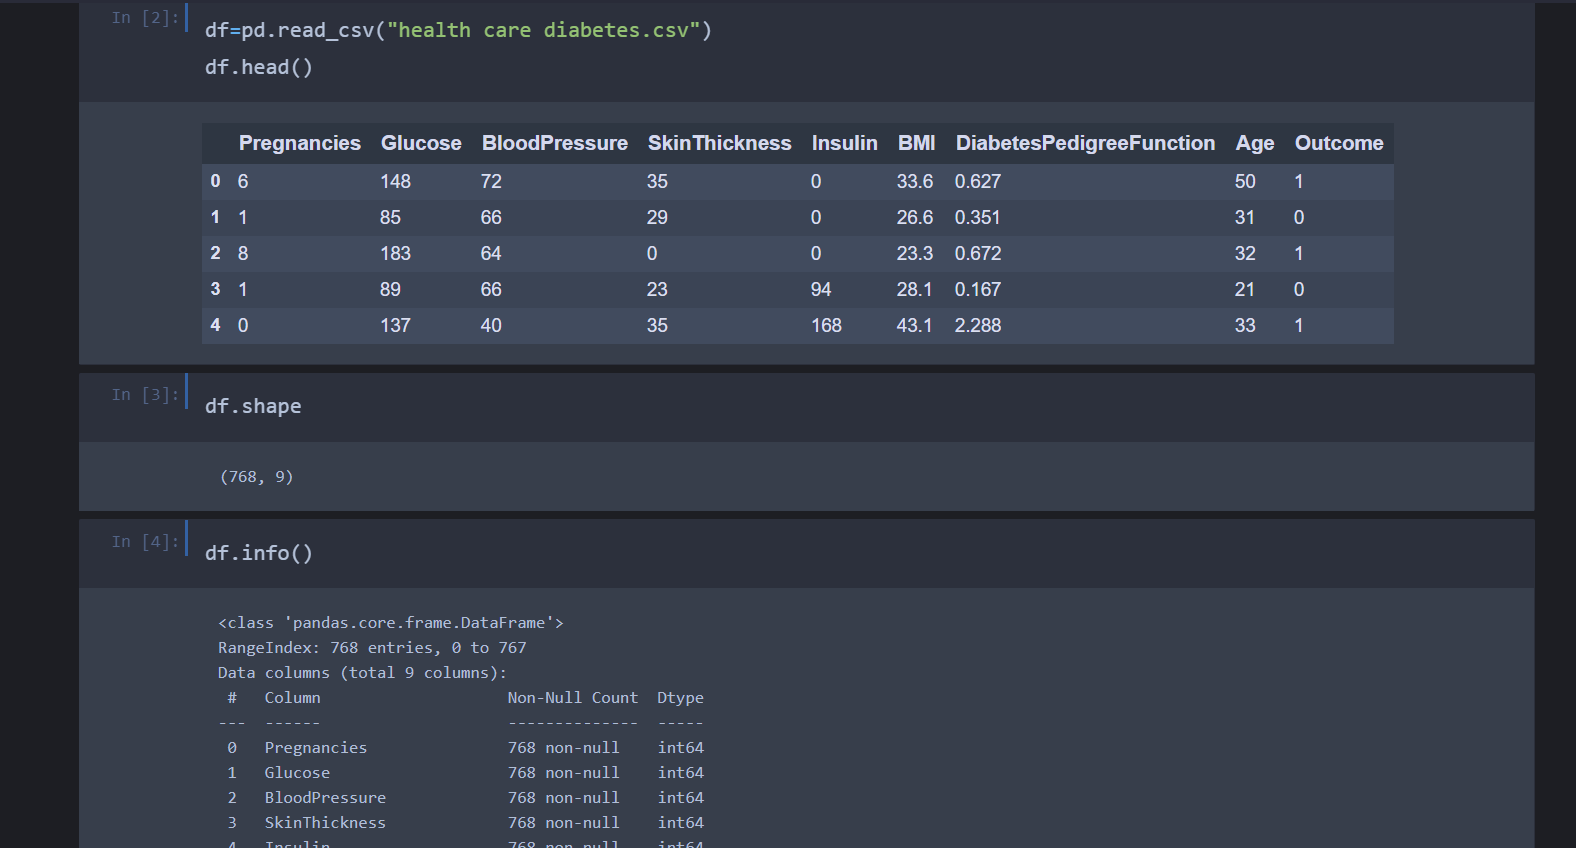 In [2]:
df=pd.read_csv("health care diabetes.csv")
df.head()
Pregnancies Glucose BloodPressure SkinThickness Insulin BMI DiabetesPedigreeFunction Age Outcome
0 6 148 72 35 0 33.6 0.627 50 1
1 1 85 66 29 0 26.6 0.351 31 0
2 8 183 64 0 0 23.3 0.672 32 1
3 1 89 66 23 94 28.1 0.167 21 0
4 0 137 40 35 168 43.1 2.288 33 1
In [3]:
df.shape
(768, 9)
In [4]:
df.info()
<class 'pandas.core.frame.DataFrame'>
RangeIndex: 768 entries, 0 to 767
Data columns (total 9 columns):
# Column Non-Null Count Dtype
--- ------ -------------- -----
0 Pregnancies 768 non-null int64
1 Glucose 768 non-null int64
2 BloodPressure 768 non-null int64
3 SkinThickness 768 non-null int64
4 Insulin 768 non-null int64